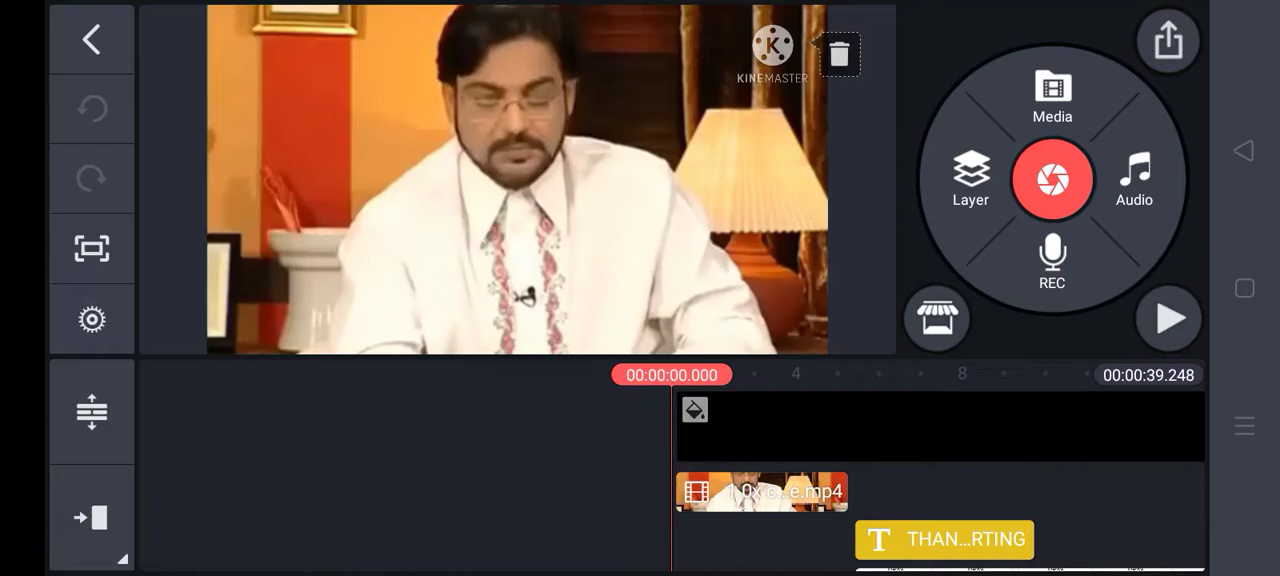 KINEMASTER
Media
Layer
Audio
REC
00:00:00.000
4
8
00:00:39.248
1.0x c...e.mp4
T THAN...RTING